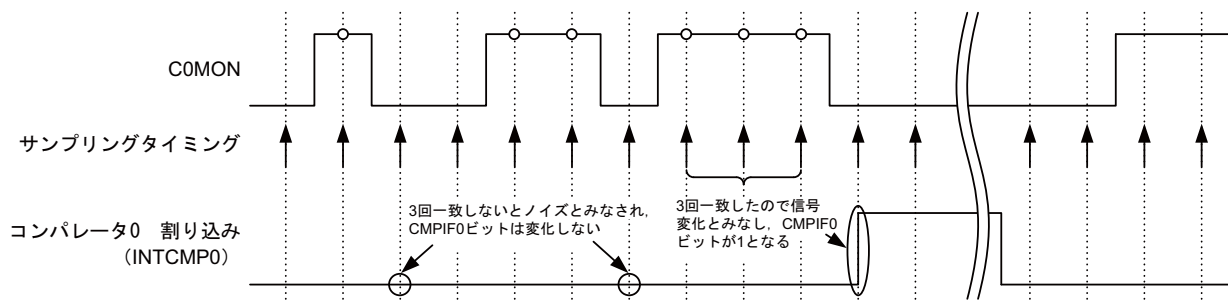 C0MON
サンプリングタイミング
3回一致しないとノイズとみなされ,
CMPIF0ビットは変化しない
3回一致したので信号
変化とみなし, CMPIF0
ビットが1となる
コンパレータ0 割り込み
(INTCMP0)